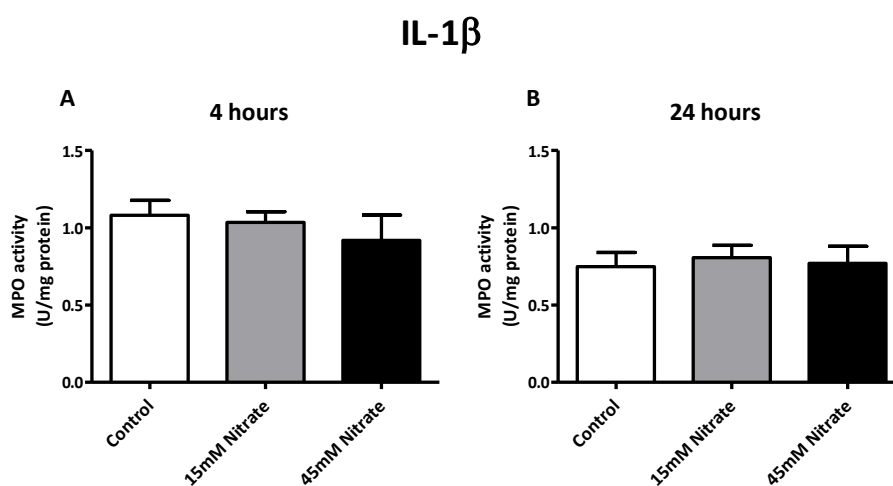 IL-1β
A
4 hours
MPO activity
(U/mg protein)
1.5
1.0
0.5
0.0
Control
15mM Nitrate
45mM Nitrate
B
24 hours
MPO activity
(U/mg protein)
1.5
1.0
0.5
0.0
Control
15mM Nitrate
45mM Nitrate